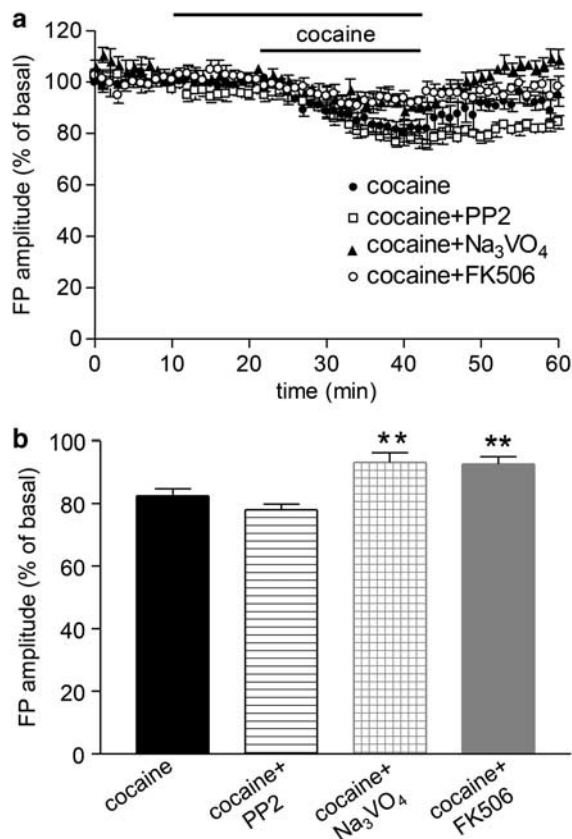 a
cocaine
FP amplitude (% of basal)
120
100
80
60
40
20
0
cocaine
cocaine+PP2
cocaine+Na₃VO₄
cocaine+FK506
0 10 20 30 40 50 60
time (min)
b
FP amplitude (% of basal)
100
80
60
40
20
0
** **
cocaine
cocaine+
PP2
cocaine+
Na₃VO₄
cocaine+
FK506